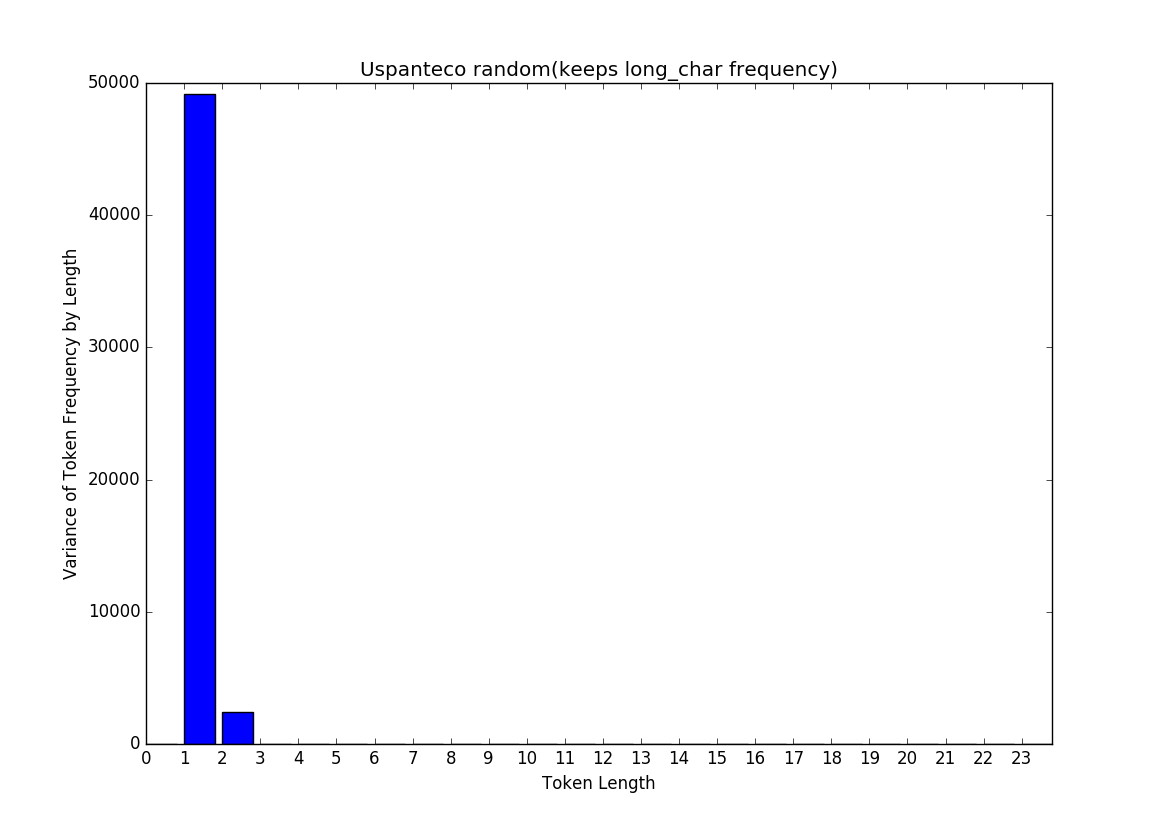 Uspanteco random(keeps long_char frequency)
50000
40000
30000
20000
10000
0
Variance of Token Frequency by Length
0 1 2 3 4 5 6 7 8 9 10 11 12 13 14 15 16 17 18 19 20 21 22 23
Token Length